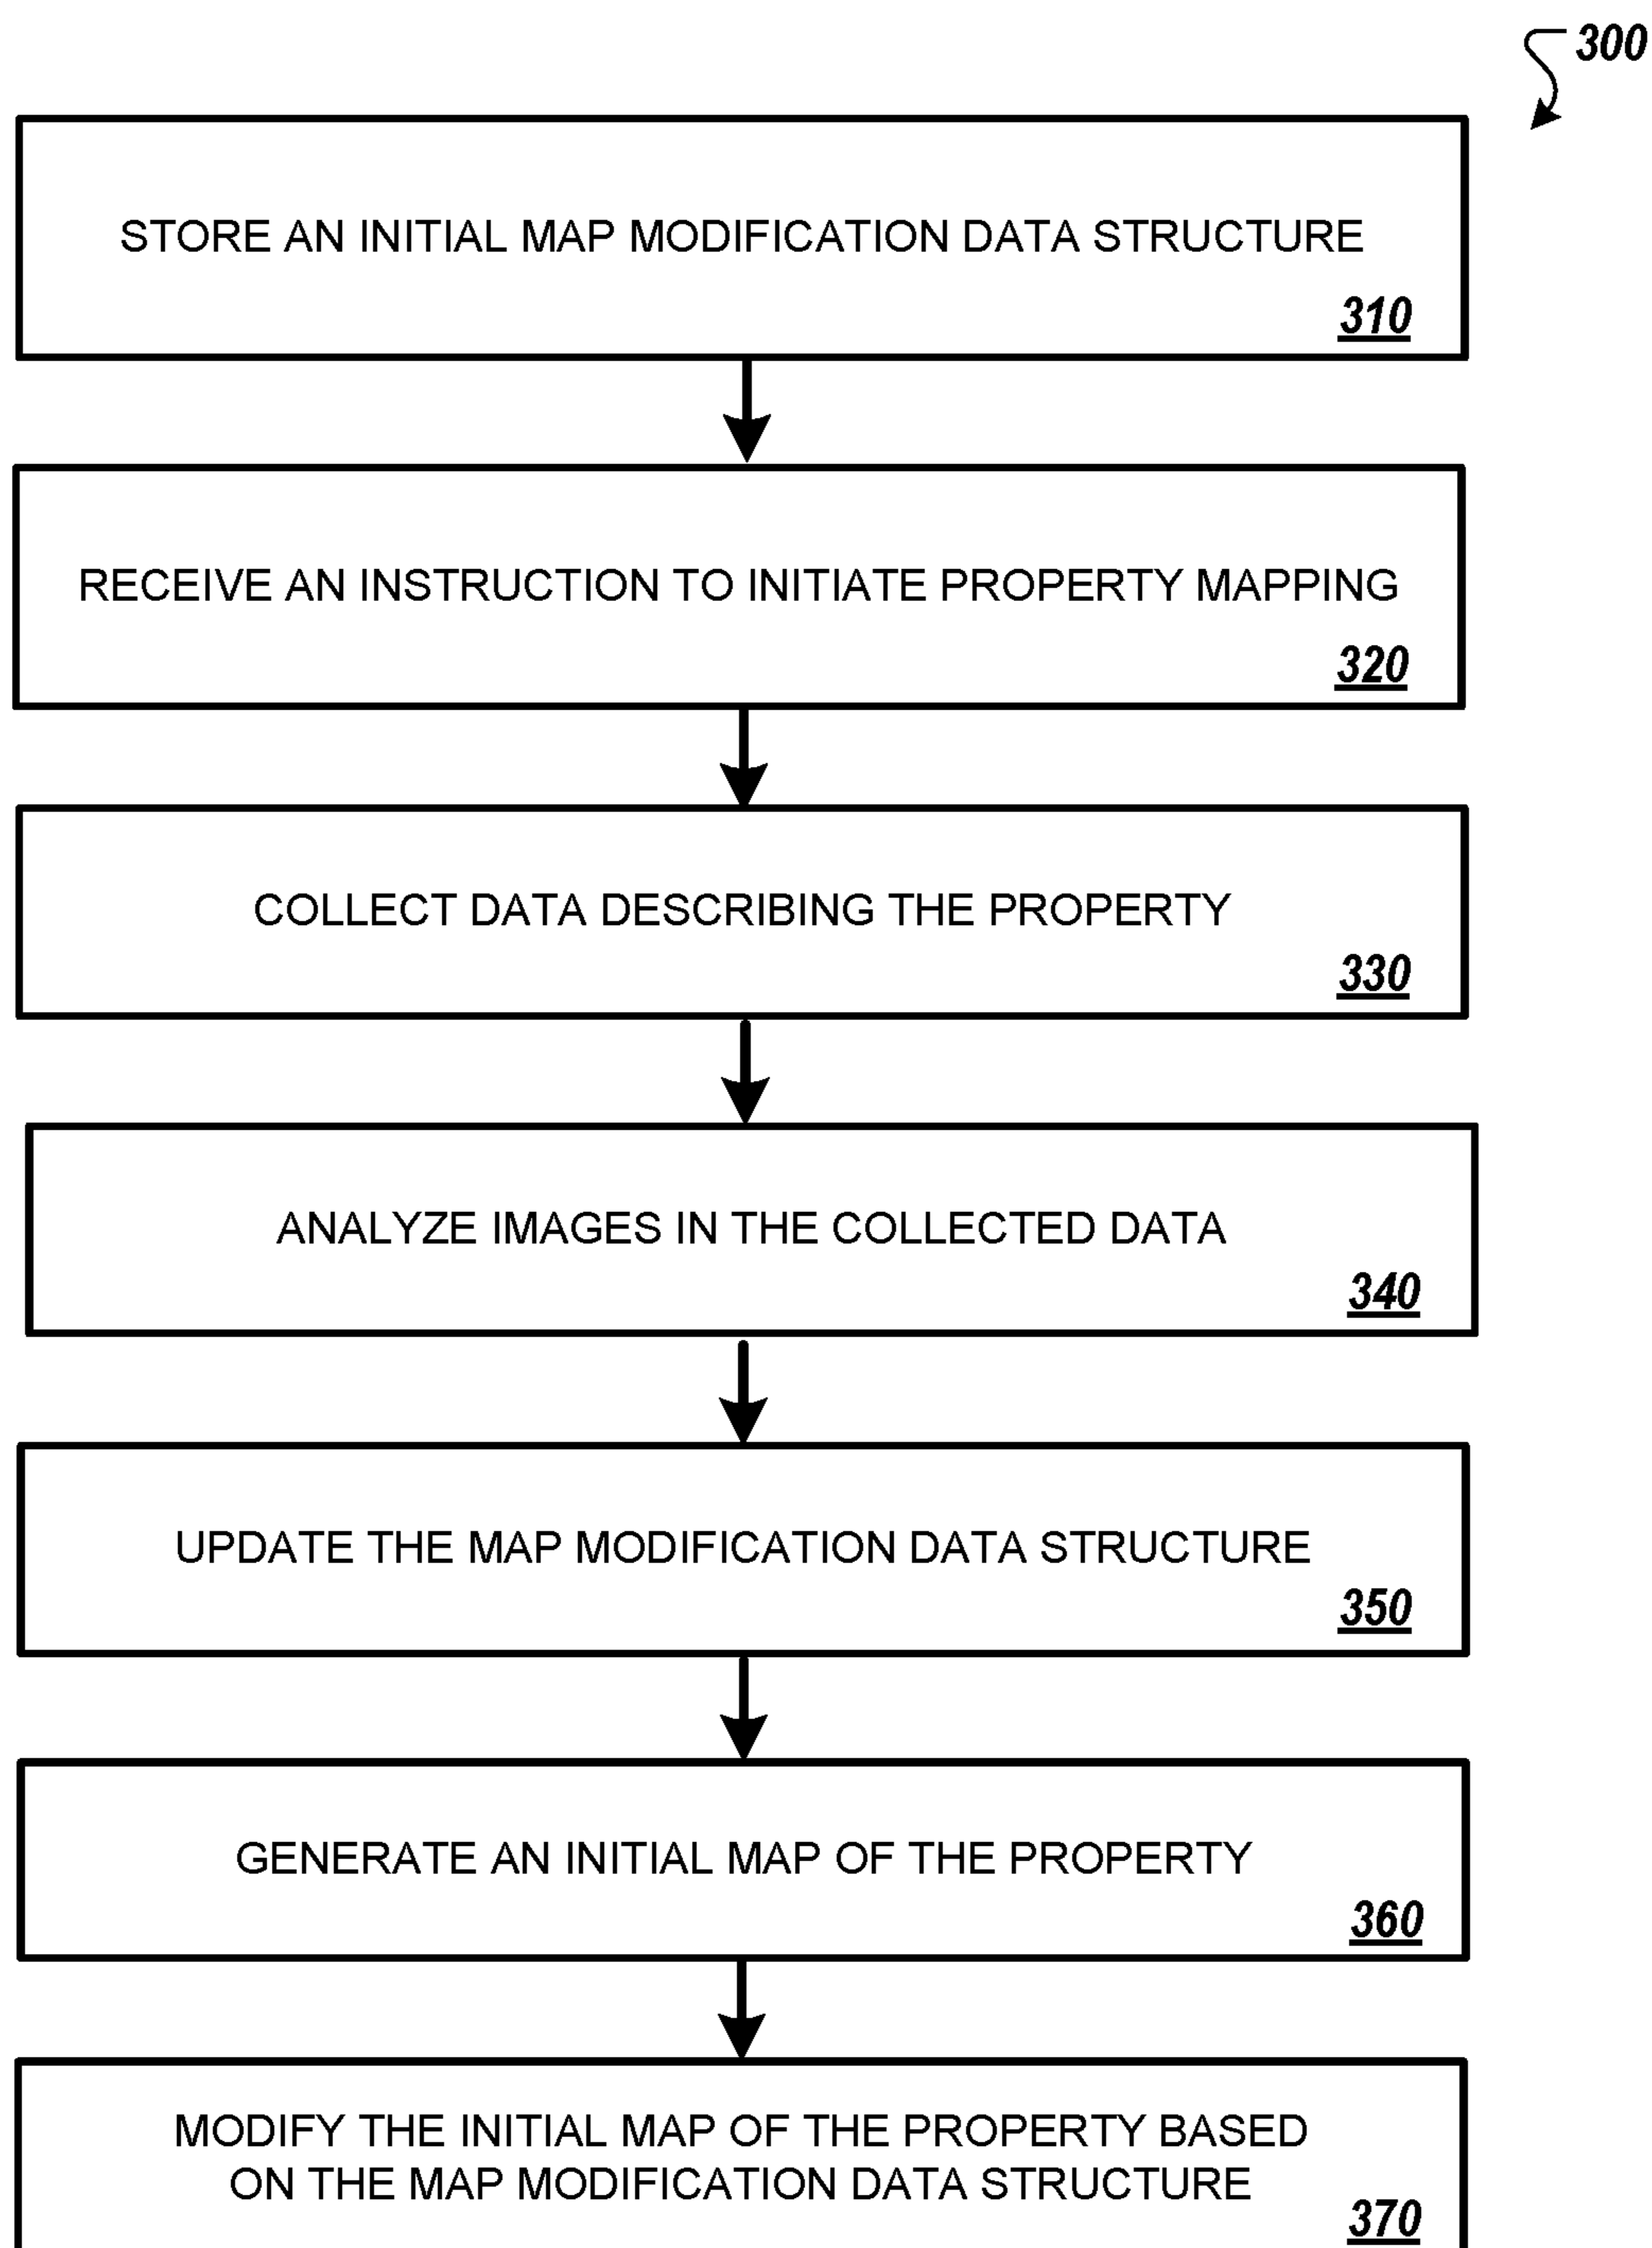 300
STORE AN INITIAL MAP MODIFICATION DATA STRUCTURE
310
RECEIVE AN INSTRUCTION TO INITIATE PROPERTY MAPPING
320
COLLECT DATA DESCRIBING THE PROPERTY
330
ANALYZE IMAGES IN THE COLLECTED DATA
340
UPDATE THE MAP MODIFICATION DATA STRUCTURE
350
GENERATE AN INITIAL MAP OF THE PROPERTY
360
MODIFY THE INITIAL MAP OF THE PROPERTY BASED
ON THE MAP MODIFICATION DATA STRUCTURE
370